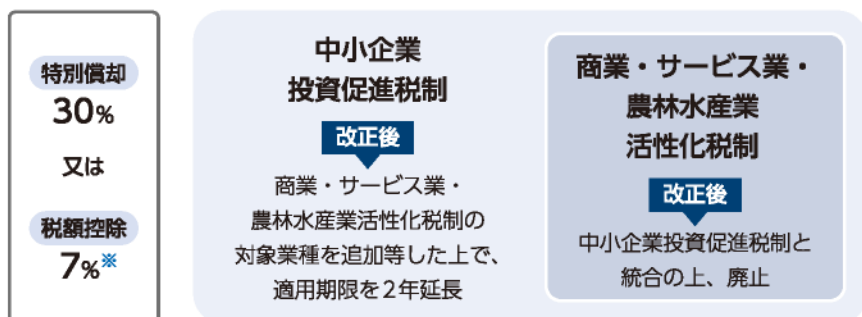 特別償却
30%
又は
税額控除
7%※
中小企業
投資促進税制
改正後
商業・サービス業・
農林水産業活性化税制の
対象業種を追加等した上で、
適用期限を2年延長
商業・サービス業・
農林水産業
活性化税制
改正後
中小企業投資促進税制と
統合の上、廃止